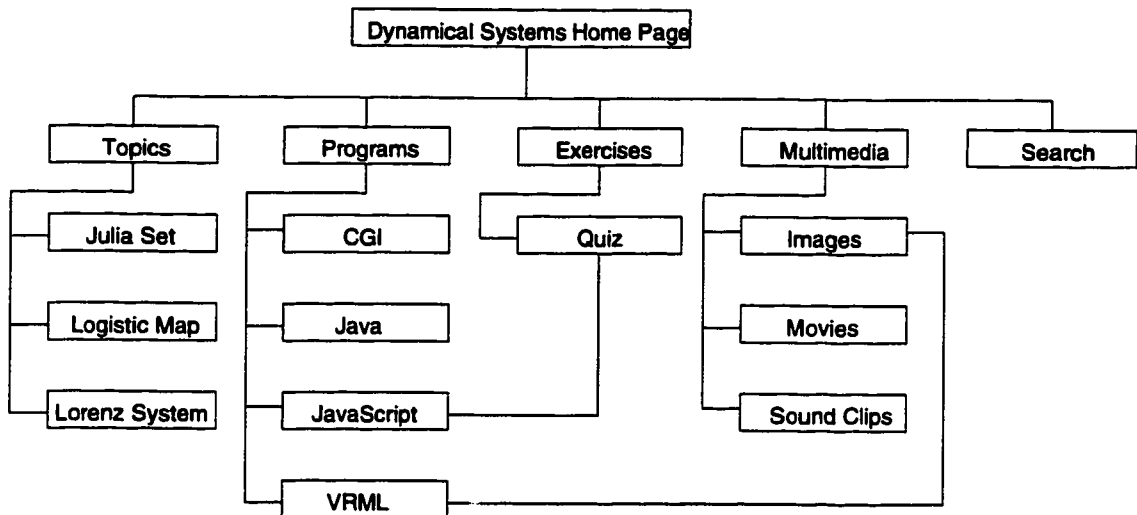 Dynamical Systems Home Page
Topics
Programs
Exercises
Multimedia
Search
Julia Set
CGI
Quiz
Images
Logistic Map
Java
Movies
Lorenz System
JavaScript
Sound Clips
VRML